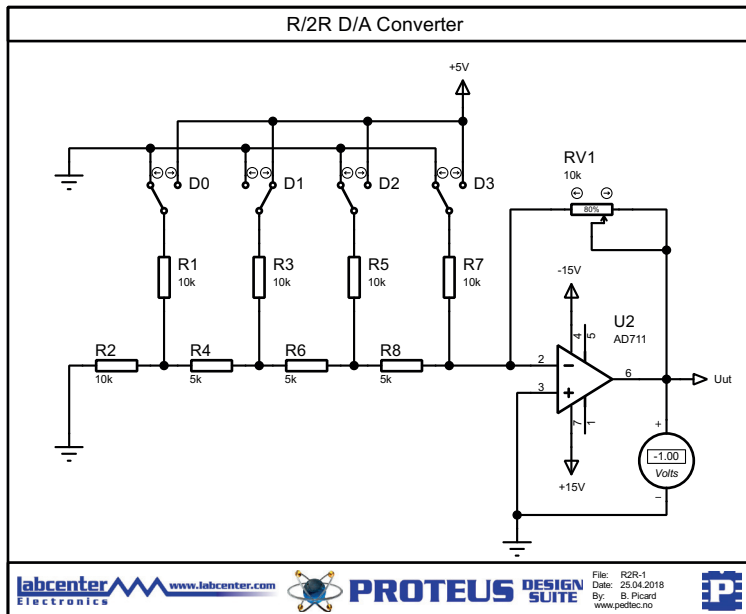 R/2R D/A Converter
+5V
D0
D1
D2
D3
RV1
10k
80%
R1
10k
R3
10k
R5
10k
R7
10k
-15V
U2
AD711
4
5
R2
10k
R4
5k
R6
5k
R8
5k
2
3
6
7
1
Uut
+15V
-1.00
Volts
labcenter
Electronics
www.labcenter.com
PROTEUS DESIGN SUITE
File: R2R-1
Date: 25.04.2018
By: B. Picard
www.pedtec.no